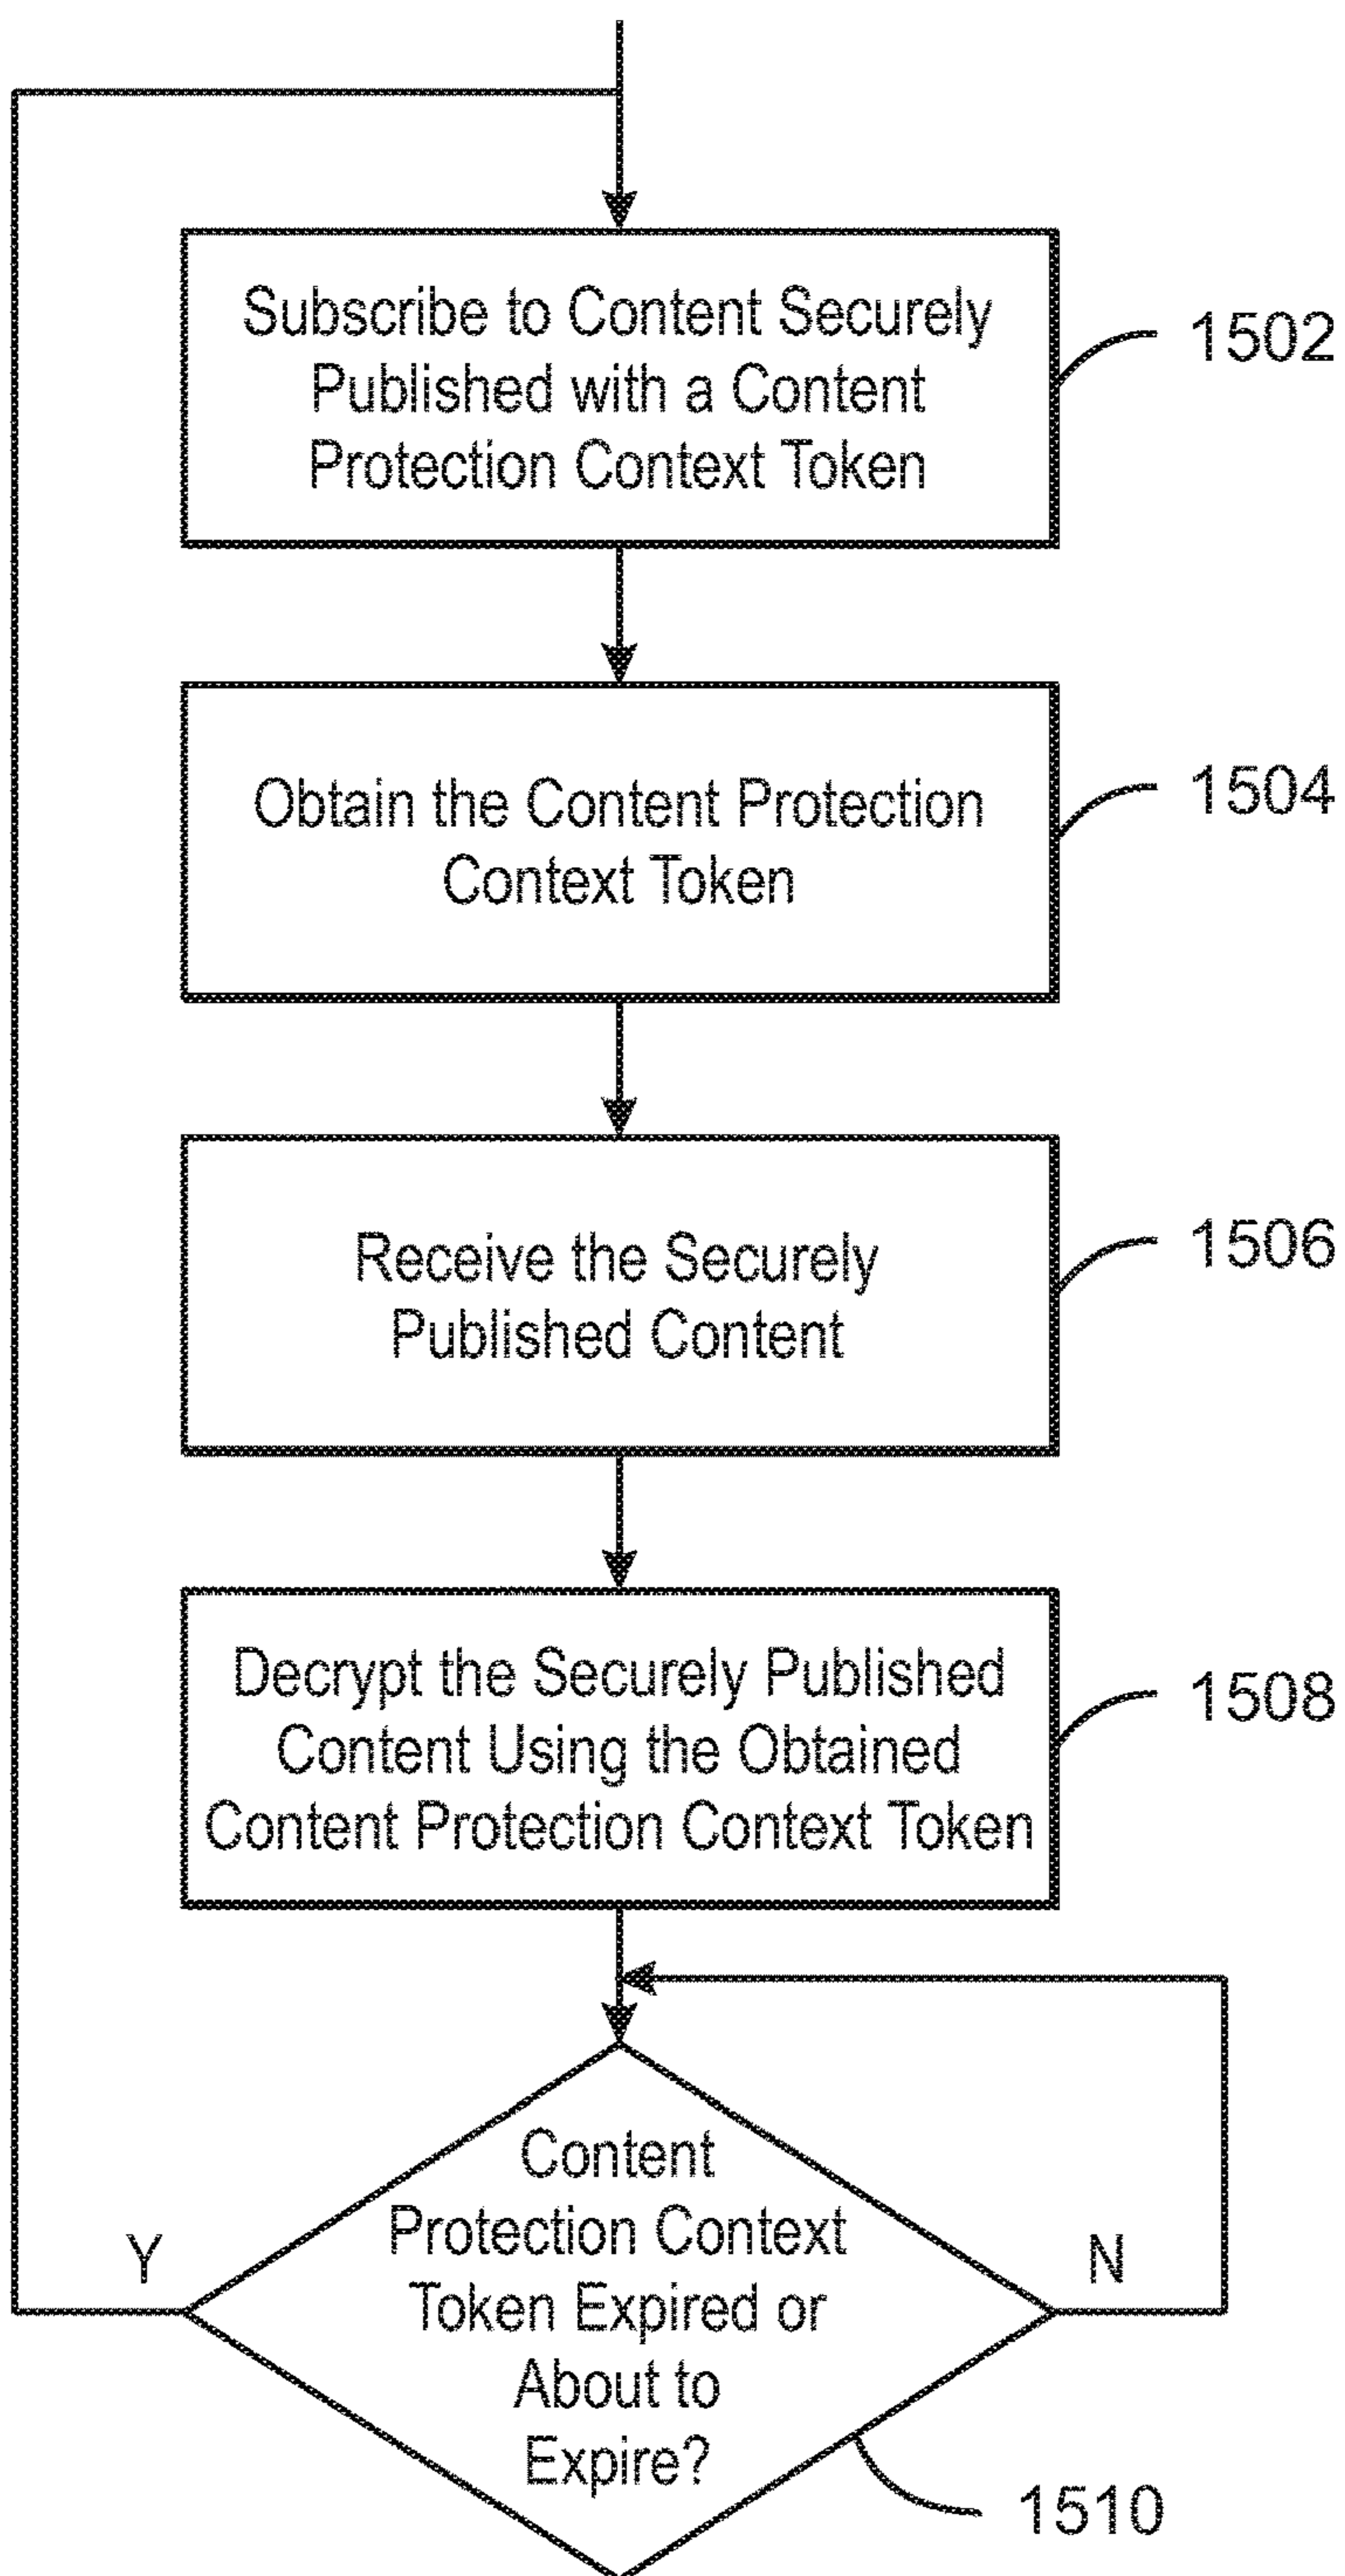 Subscribe to Content Securely
Published with a Content
Protection Context Token
1502
Obtain the Content Protection
Context Token
1504
Receive the Securely
Published Content
1506
Decrypt the Securely Published
Content Using the Obtained
Content Protection Context Token
1508
Content
Protection Context
Token Expired or
About to
Expire?
Y
N
1510